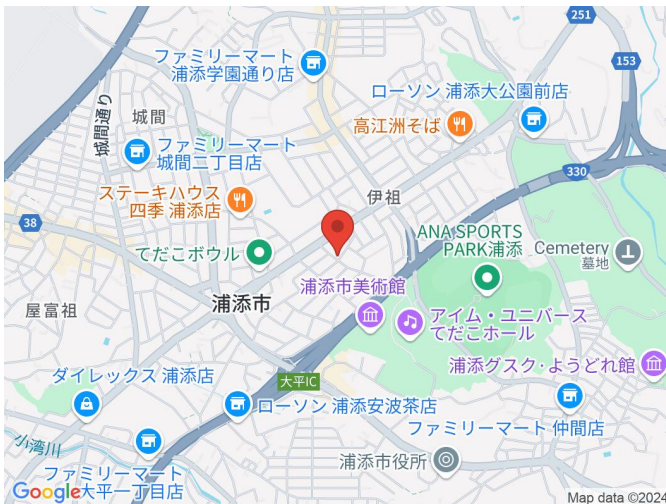 251
153
ファミリーマート
浦添学園通り店
ローソン 浦添大公園前店
城間
城間通り
高江洲そば
ファミリーマート
城間二丁目店
330
ステーキハウス
四季 浦添店
伊祖
38
ANA SPORTS
PARK浦添
Cemetery
墓地
てだこボウル
浦添市美術館
屋富祖
浦添市
アイム・ユニバース
てだこホール
浦添グスク・ようどれ館
ダイレックス 浦添店
大平IC
ローソン 浦添安波茶店
ファミリーマート 仲間店
小湾川
浦添市役所
ファミリーマート
大平一丁目店
Google
Map data ©2024